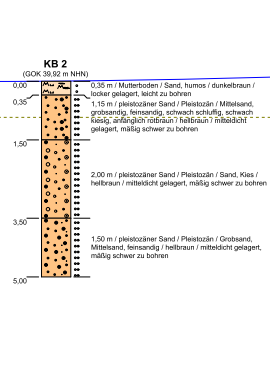 KB 2
(GOK 39,92 m NHN)
0,00
0,35 m / Mutterboden / Sand, humos / dunkelbraun /
locker gelagert, leicht zu bohren
0,35
1,15 m / pleistozäner Sand / Pleistozän / Mittelsand,
grobsandig, feinsandig, schwach schluffig, schwach
kiesig, anfänglich rotbraun / hellbraun / mitteldicht
gelagert, mäßig schwer zu bohren
1,50
2,00 m / pleistozäner Sand / Pleistozän / Sand, Kies /
hellbraun / mitteldicht gelagert, mäßig schwer zu bohren
3,50
1,50 m / pleistozäner Sand / Pleistozän / Grobsand,
Mittelsand, feinsandig / hellbraun / mitteldicht gelagert,
mäßig schwer zu bohren
5,00